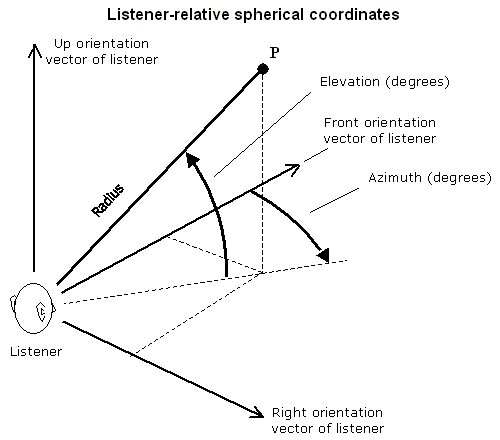 Listener-relative spherical coordinates
Up orientation
vector of listener
P
Elevation (degrees)
Front orientation
vector of listener
Azimuth (degrees)
Radius
Listener
Right orientation
vector of listener